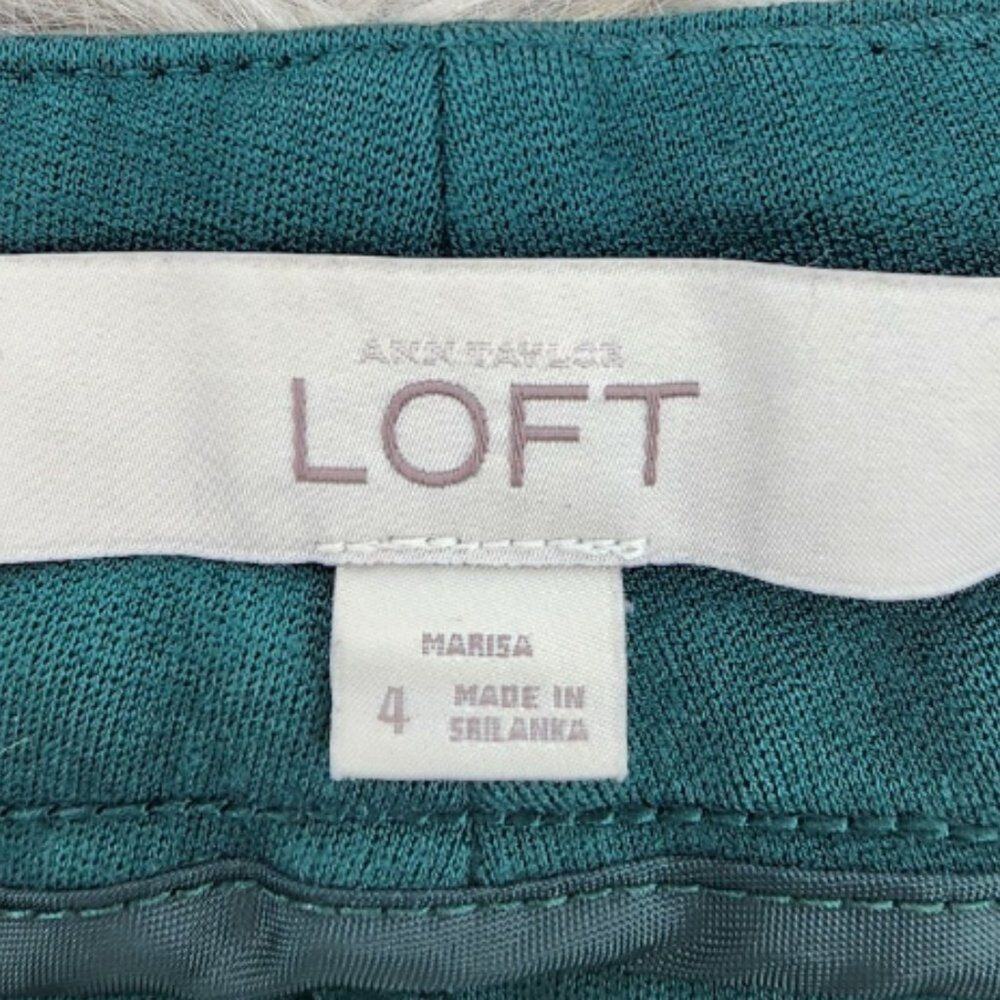 ANN TAYLOR
LOFT
MARISA
4 MADE IN
SRILANKA